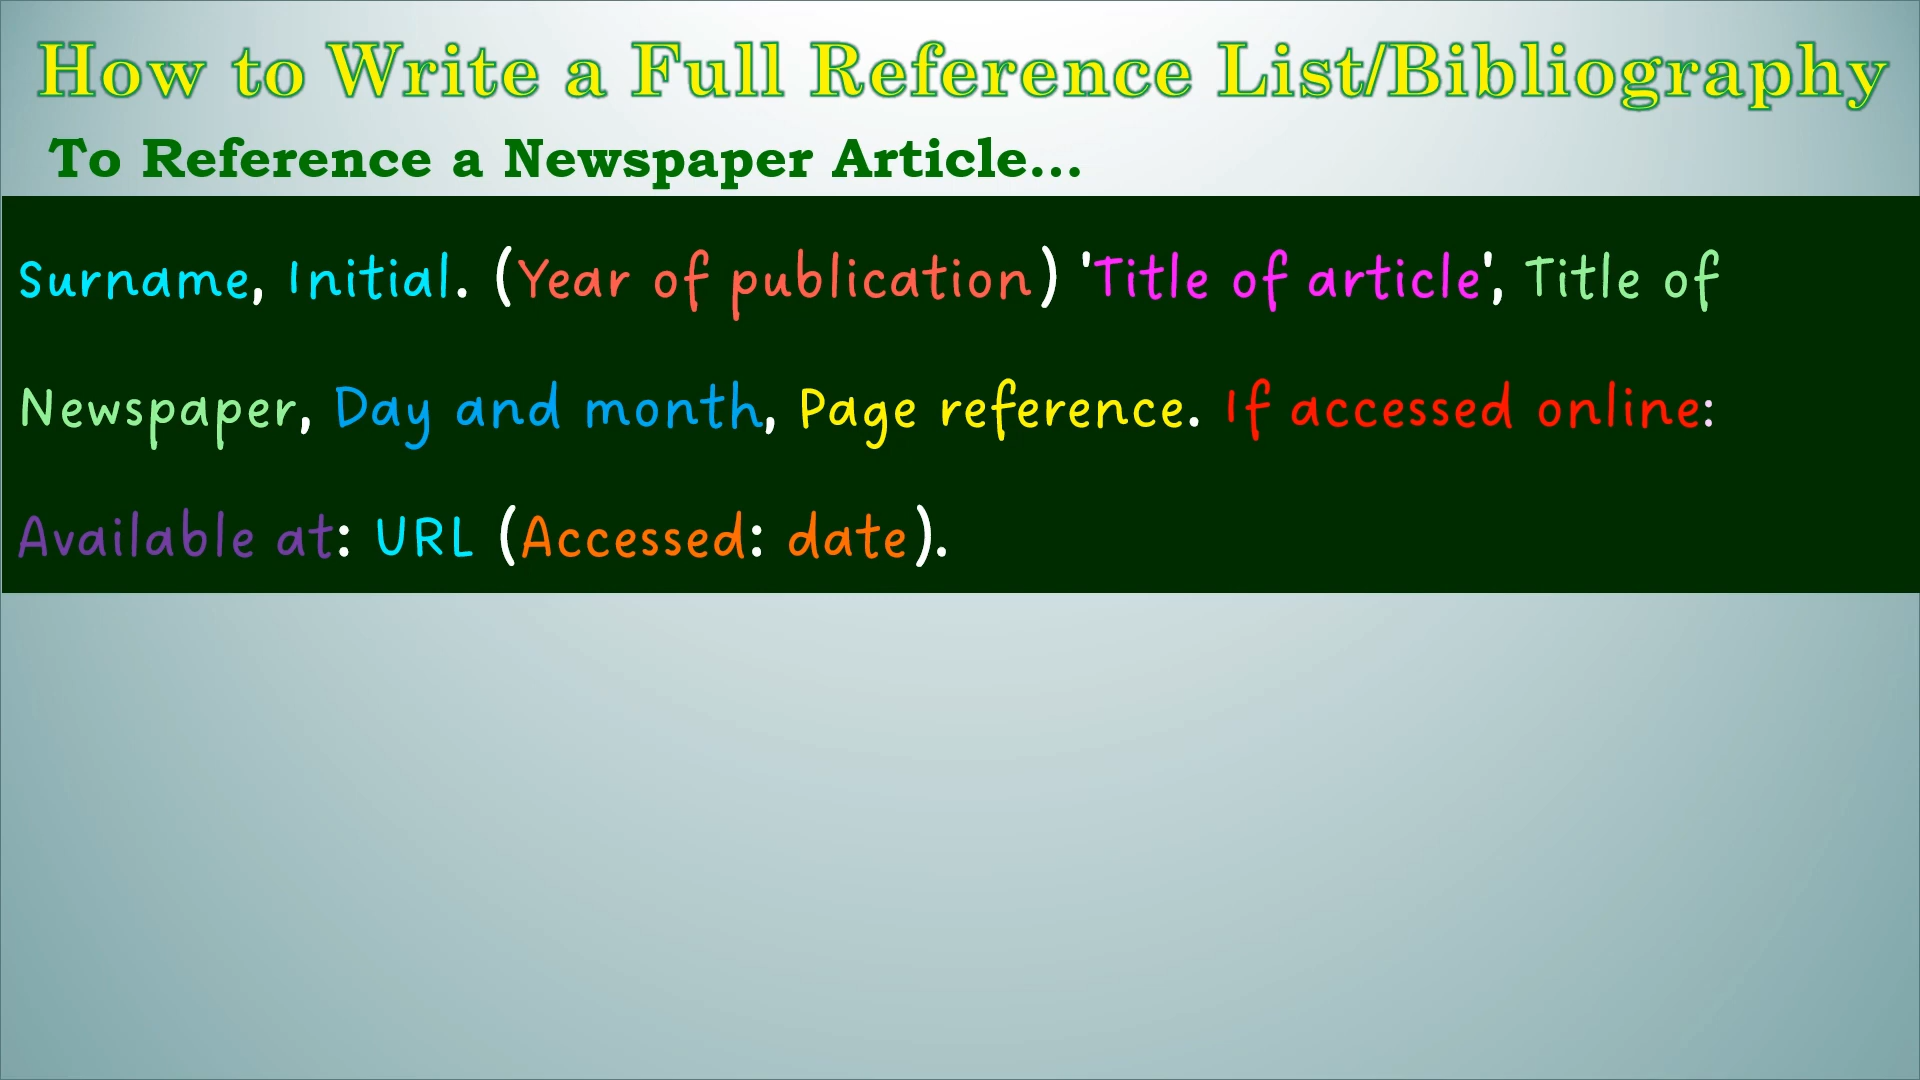 How to Write a Full Reference List/Bibliography
To Reference a Newspaper Article...
Surname, Initial. (Year of publication) 'Title of article', Title of
Newspaper, Day and month, Page reference. If accessed online:
Available at: URL (Accessed: date).